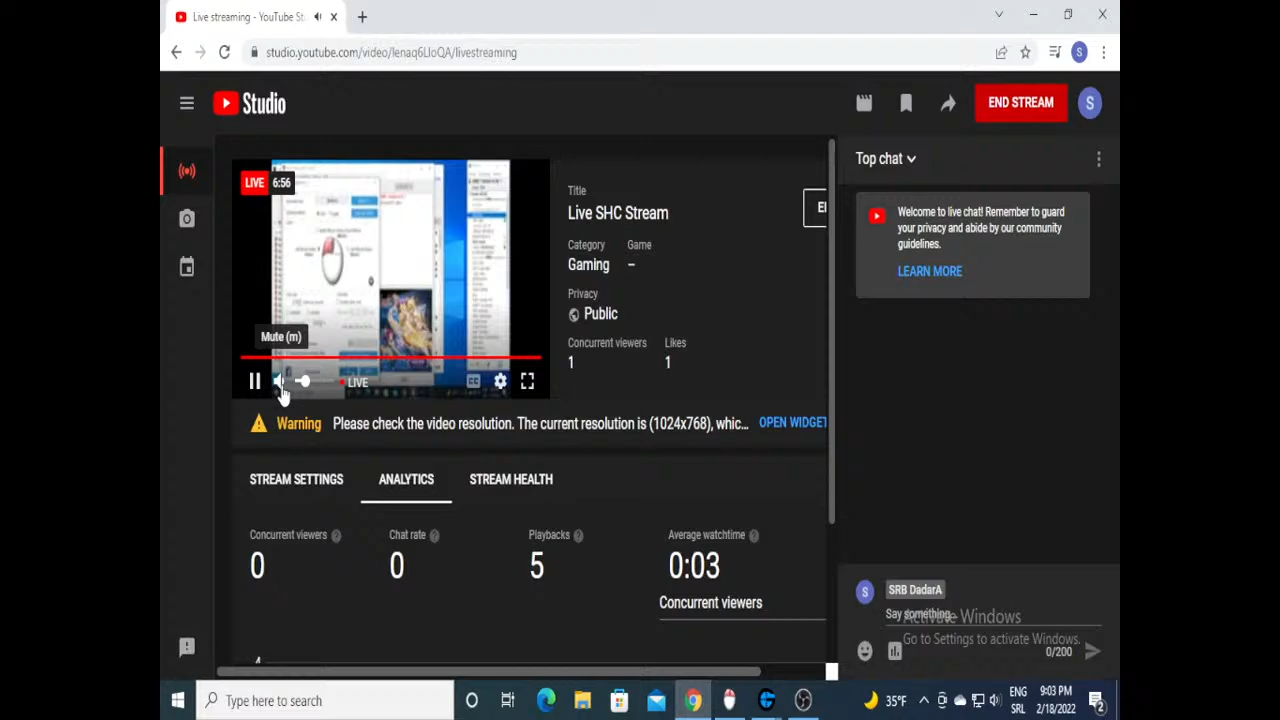 Live streaming - YouTube St
studio.youtube.com/video/lenaq6LIoQA/livestreaming
S
Studio
END STREAM
S
LIVE 6:56
Mute (m)
LIVE
CC
Title
Live SHC Stream
Category Game
Gaming –
Privacy
Public
Concurrent viewers Likes
1 1
Warning Please check the video resolution. The current resolution is (1024x768), whic... OPEN WIDGET
STREAM SETTINGS ANALYTICS STREAM HEALTH
Concurrent viewers Chat rate Playbacks Average watchtime
0 0 5 0:03
Concurrent viewers
4
Top chat
Welcome to live chat! Remember to guard
your privacy and abide by our community
guidelines.
LEARN MORE
S SRB DadarA
Say something...
Activate Windows
Go to Settings to activate Windows.
0/200
Type here to search
35°F
ENG
SRL
9:03 PM
2/18/2022
2